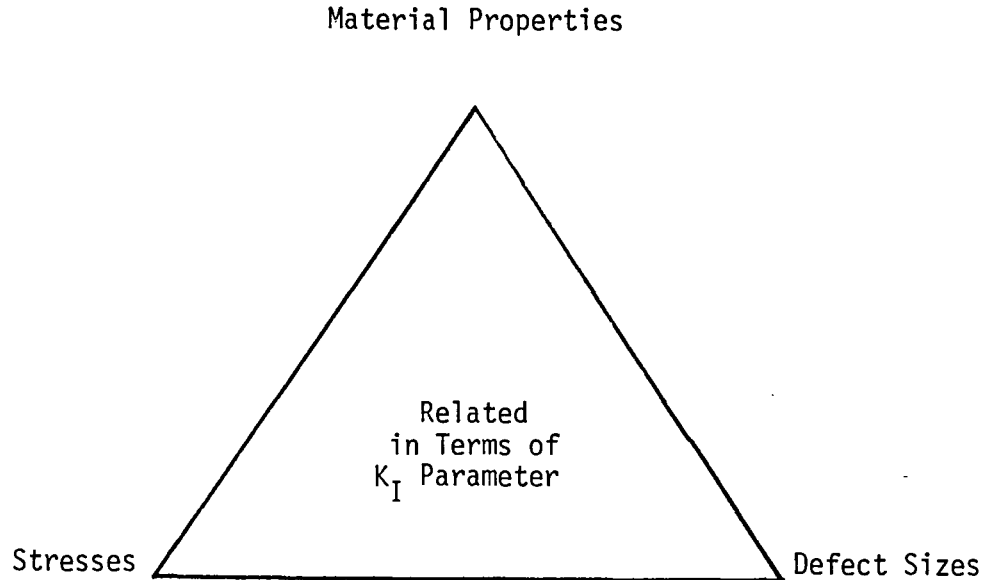 Material Properties
Related
in Terms of
K_I Parameter
Stresses
Defect Sizes